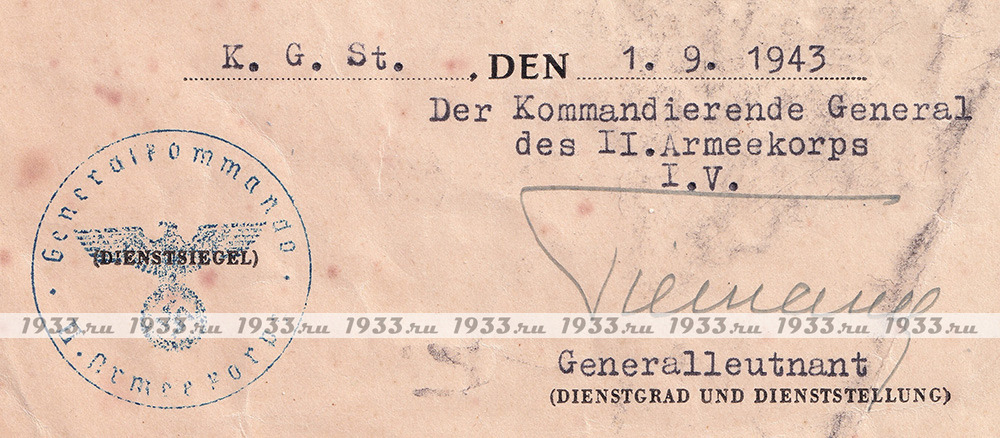 K. G. St. , DEN 1. 9. 1943
Der Kommandierende General
des II.Armeekorps
I.V.
Generalkommando
(DIENSTSIEGEL)
1933.ru 1933.ru 1933.ru 1933.ru 1933.ru 1933.ru 1933.ru 1933.ru 1933.ru
II. Armeekorps
Generalleutnant
(DIENSTGRAD UND DIENSTSTELLUNG)